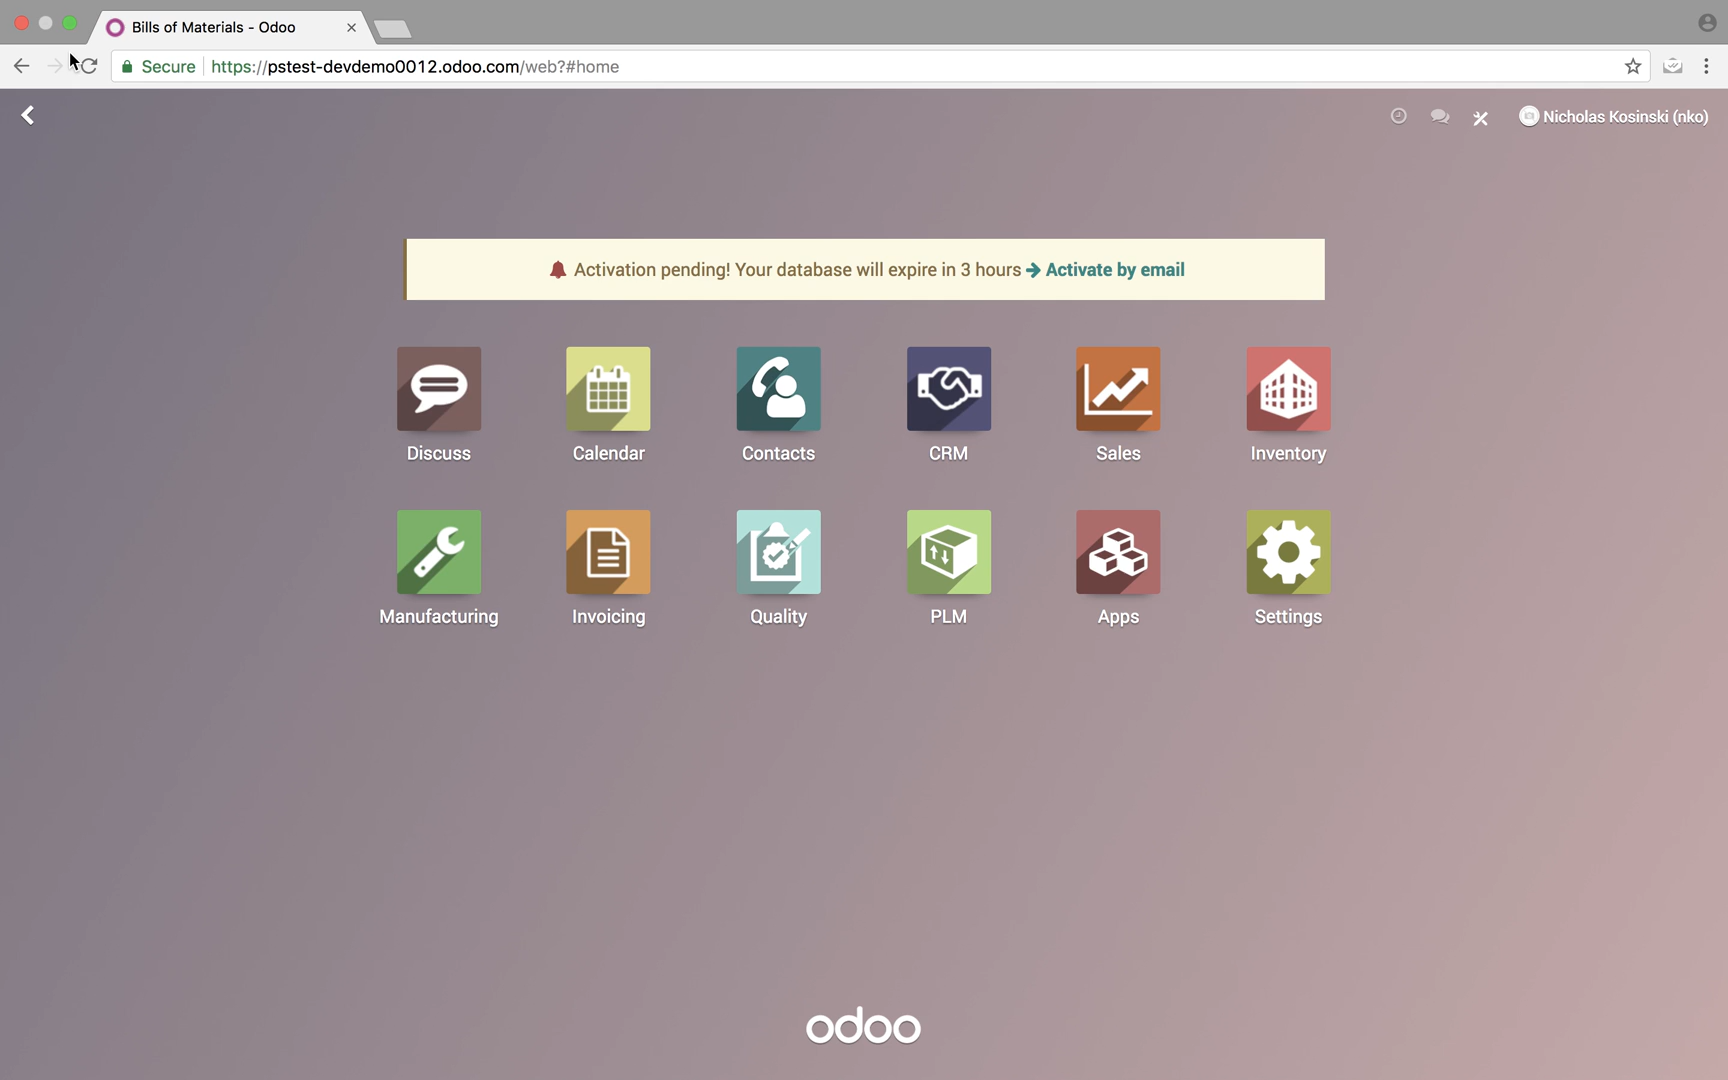 Bills of Materials - Odoo
Secure https://pstest-devdemo0012.odoo.com/web?#home
Nicholas Kosinski (nko)
Activation pending! Your database will expire in 3 hours Activate by email
Discuss Calendar Contacts CRM Sales Inventory
Manufacturing Invoicing Quality PLM Apps Settings
odoo